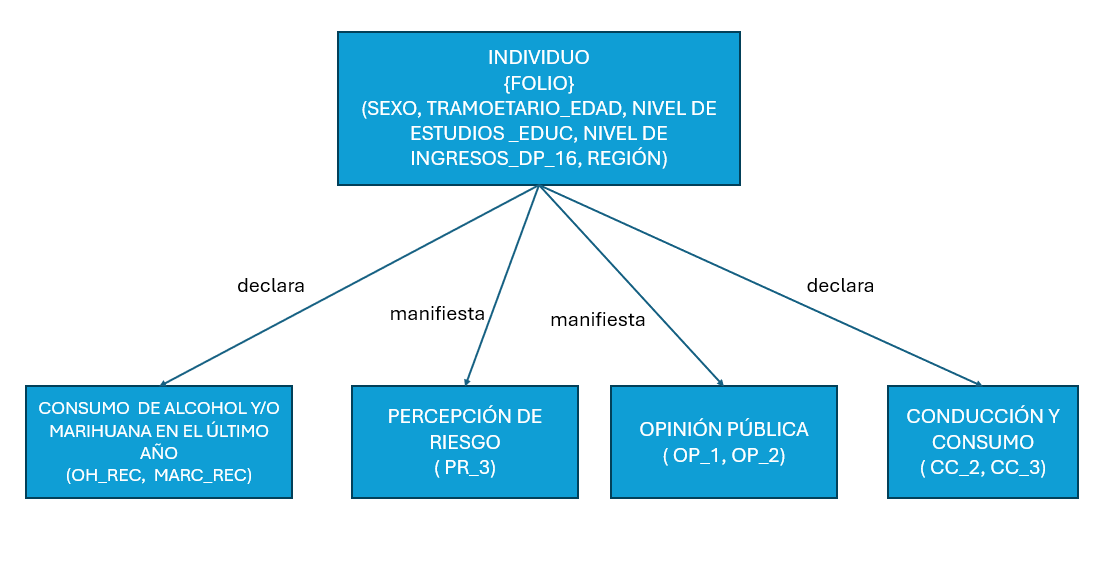 INDIVIDUO
{FOLIO}
(SEXO, TRAMOETARIO_EDAD, NIVEL DE
ESTUDIOS _EDUC, NIVEL DE
INGRESOS_DP_16, REGIÓN)
declara
manifiesta
manifiesta
declara
CONSUMO  DE ALCOHOL Y/O
MARIHUANA EN EL ÚLTIMO
AÑO
(OH_REC,  MARC_REC)
PERCEPCIÓN DE
RIESGO
( PR_3)
OPINIÓN PÚBLICA
( OP_1, OP_2)
CONDUCCIÓN Y
CONSUMO
( CC_2, CC_3)